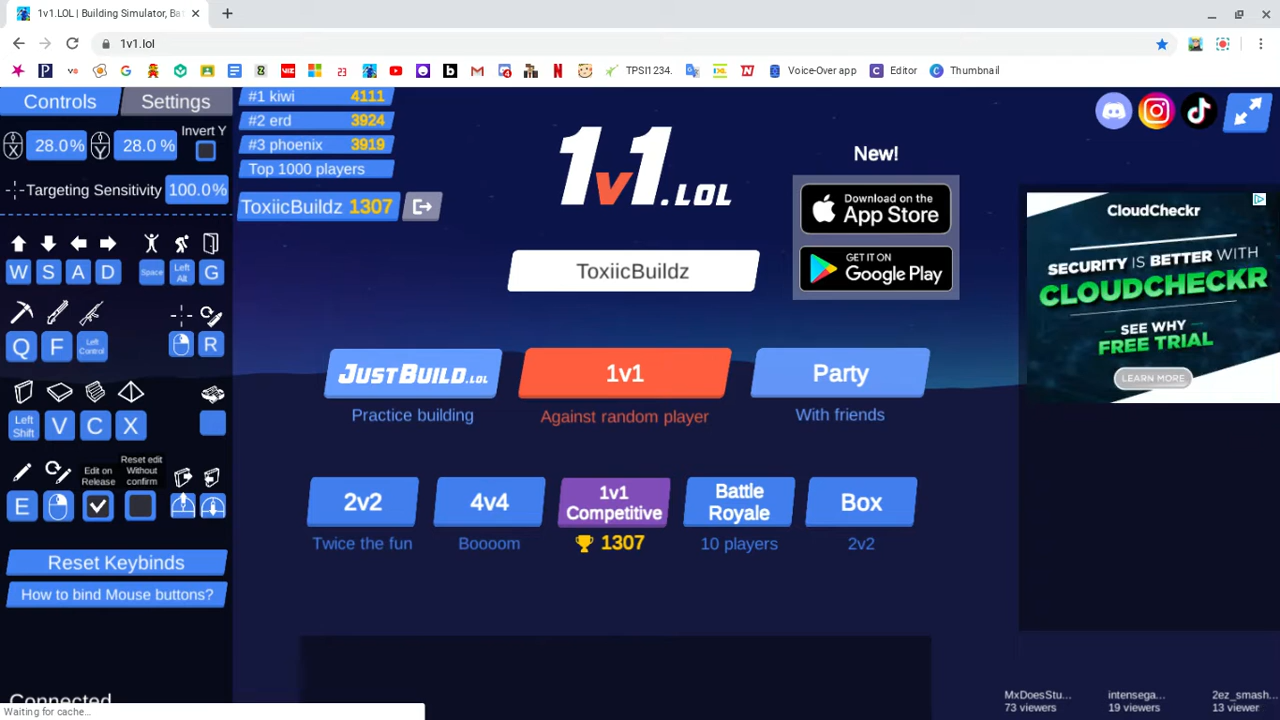 1v1.LOL | Building Simulator, Bat
1v1.lol
TPSI1234.
Voice-Over app
Editor
Thumbnail
Controls
Settings
28.0%
28.0 %
Invert Y
Targeting Sensitivity
100.0%
W
S
A
D
Space
Left Alt
G
Q
F
Left Control
R
Left Shift
V
C
X
Edit on Release
Reset edit Without confirm
E
Reset Keybinds
How to bind Mouse buttons?
Connected
Waiting for cache...
#1 kiwi 4111
#2 erd 3924
#3 phoenix 3919
Top 1000 players
ToxiicBuildz 1307
1v1.LOL
ToxiicBuildz
New!
Download on the
App Store
GET IT ON
Google Play
JUSTBUILD.LOL
Practice building
1v1
Against random player
Party
With friends
2v2
Twice the fun
4v4
Boooom
1v1
Competitive
1307
Battle
Royale
10 players
Box
2v2
CloudCheckr
SECURITY IS BETTER WITH
CLOUDCHECKR
SEE WHY
FREE TRIAL
LEARN MORE
MxDoesStu...
73 viewers
intensega...
19 viewers
2ez_smash...
13 viewer